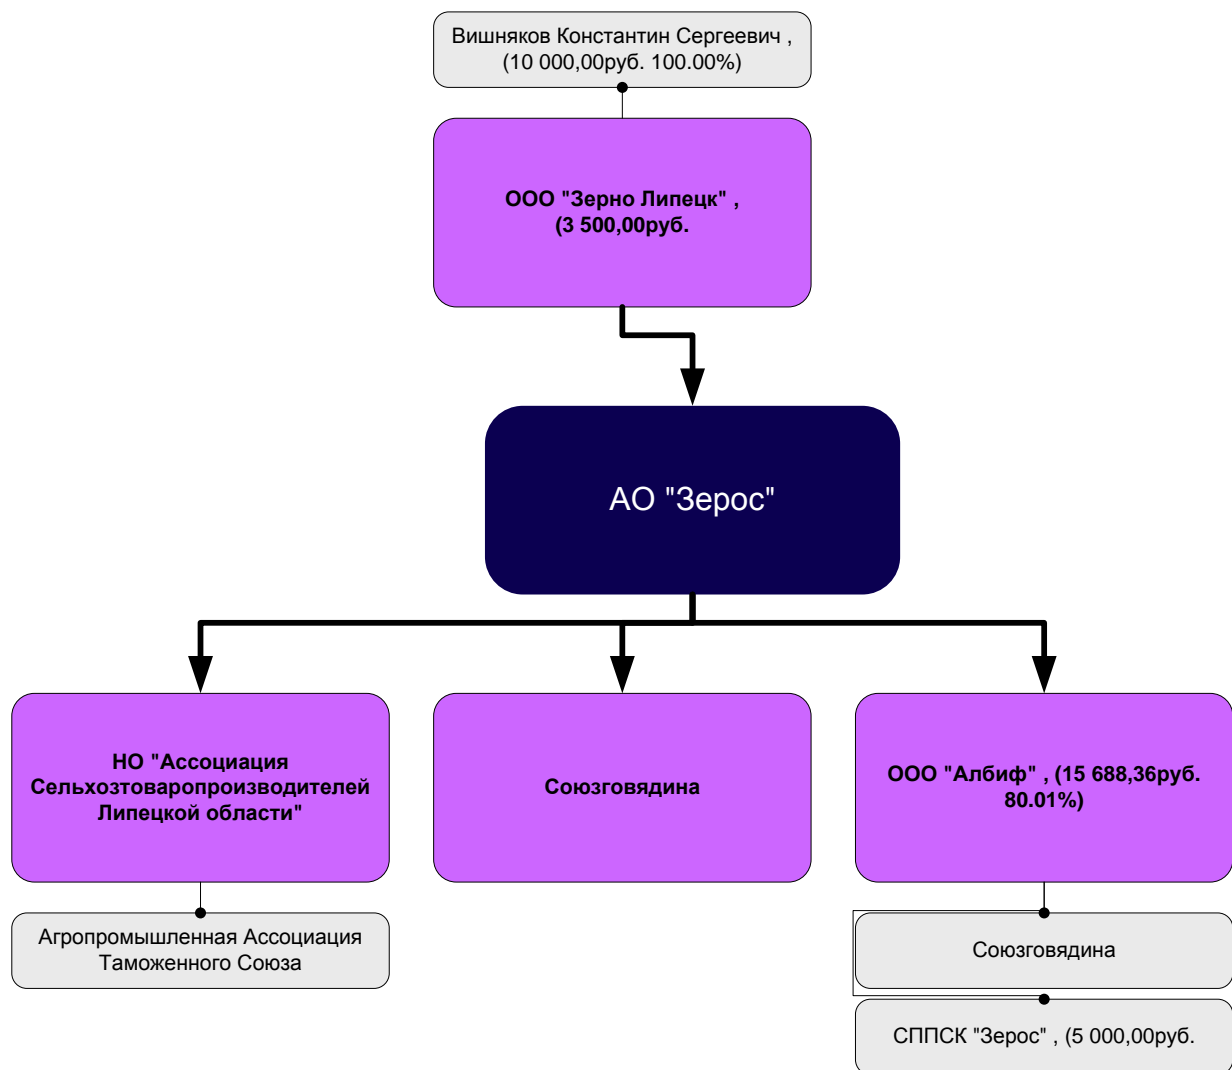 Вишняков Константин Сергеевич ,
(10 000,00руб. 100.00%)
ООО "Зерно Липецк" ,
(3 500,00руб.
АО "Зерос"
НО "Ассоциация
Сельхозтоваропроизводителей
Липецкой области"
Союзговядина
ООО "Албиф" , (15 688,36руб.
80.01%)
Агропромышленная Ассоциация
Таможенного Союза
Союзговядина
СППСК "Зерос" , (5 000,00руб.